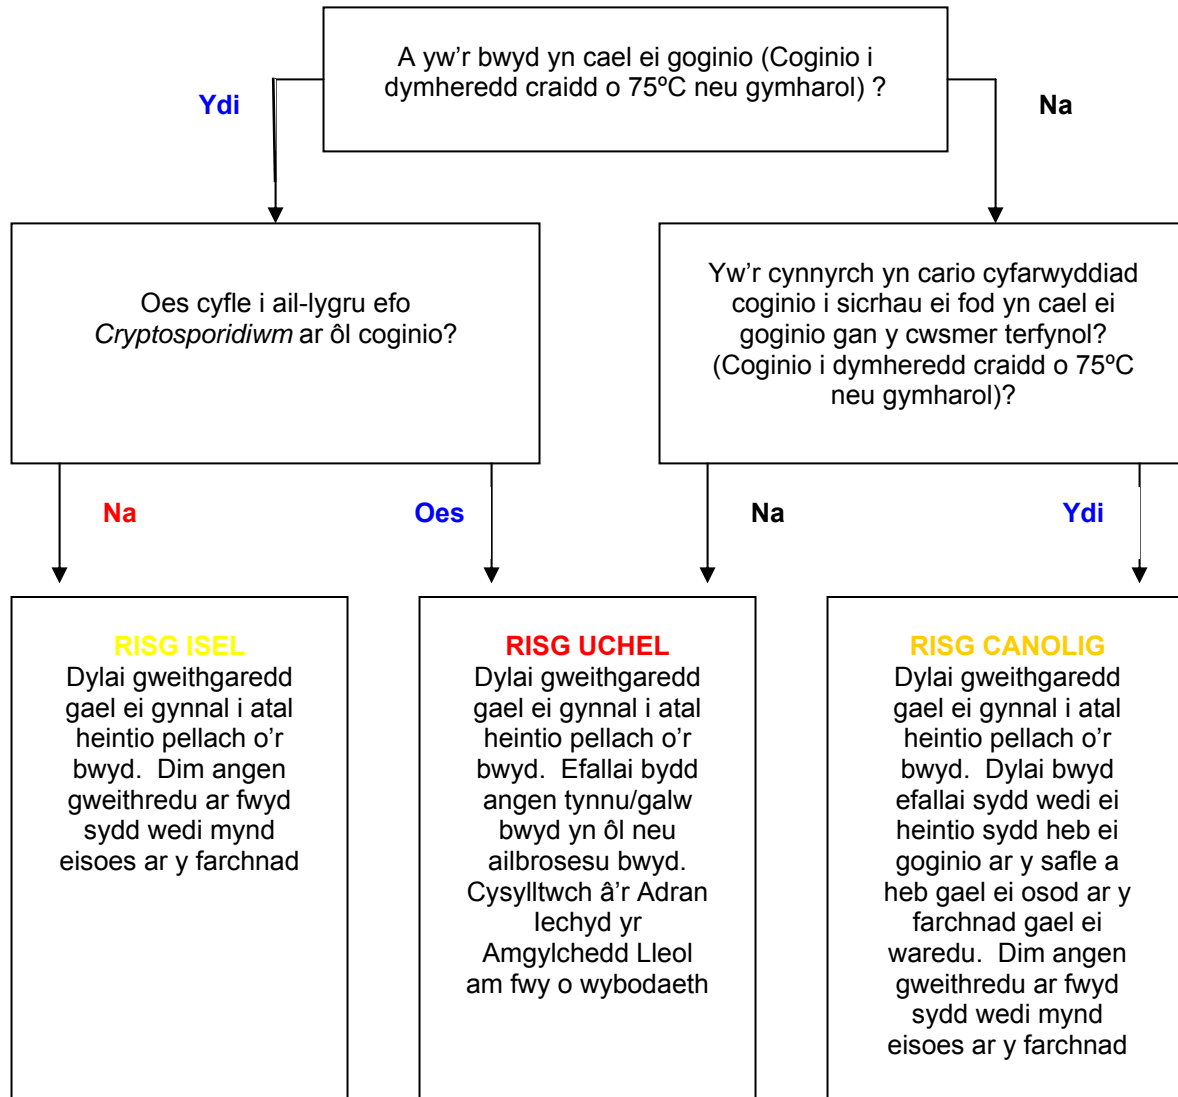 A yw’r bwyd yn cael ei goginio (Coginio i
dymheredd craidd o 75ºC neu gymharol) ?
Ydi
Na
Oes cyfle i ail-lygru efo
Cryptosporidiwm ar ôl coginio?
Yw’r cynnyrch yn cario cyfarwyddiad
coginio i sicrhau ei fod yn cael ei
goginio gan y cwsmer terfynol?
(Coginio i dymheredd craidd o 75ºC
neu gymharol)?
Na
Oes
Na
Ydi
RISG ISEL
Dylai gweithgaredd
gael ei gynnal i atal
heintio pellach o’r
bwyd.  Dim angen
gweithredu ar fwyd
sydd wedi mynd
eisoes ar y farchnad
RISG UCHEL
Dylai gweithgaredd
gael ei gynnal i atal
heintio pellach o’r
bwyd.  Efallai bydd
angen tynnu/galw
bwyd yn ôl neu
ailbrosesu bwyd.
Cysylltwch â’r Adran
Iechyd yr
Amgylchedd Lleol
am fwy o wybodaeth
RISG CANOLIG
Dylai gweithgaredd
gael ei gynnal i atal
heintio pellach o’r
bwyd.  Dylai bwyd
efallai sydd wedi ei
heintio sydd heb ei
goginio ar y safle a
heb gael ei osod ar y
farchnad gael ei
waredu.  Dim angen
gweithredu ar fwyd
sydd wedi mynd
eisoes ar y farchnad